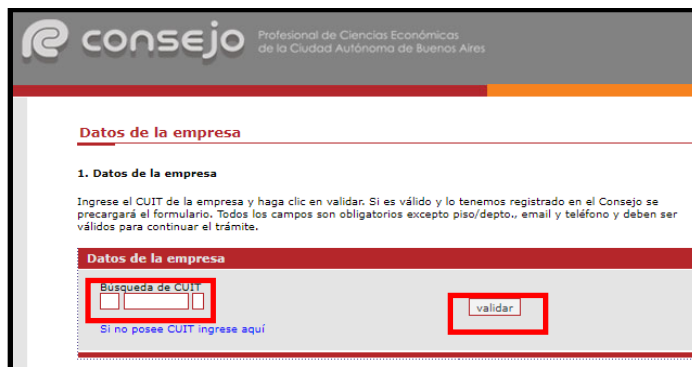 consejo
Profesional de Ciencias Económicas
de la Ciudad Autónoma de Buenos Aires
Datos de la empresa
1. Datos de la empresa
Ingrese el CUIT de la empresa y haga clic en validar. Si es válido y lo tenemos registrado en el Consejo se
precargará el formulario. Todos los campos son obligatorios excepto piso/depto., email y teléfono y deben ser
válidos para continuar el trámite.
Datos de la empresa
Busqueda de CUIT
validar
Si no posee CUIT ingrese aquí